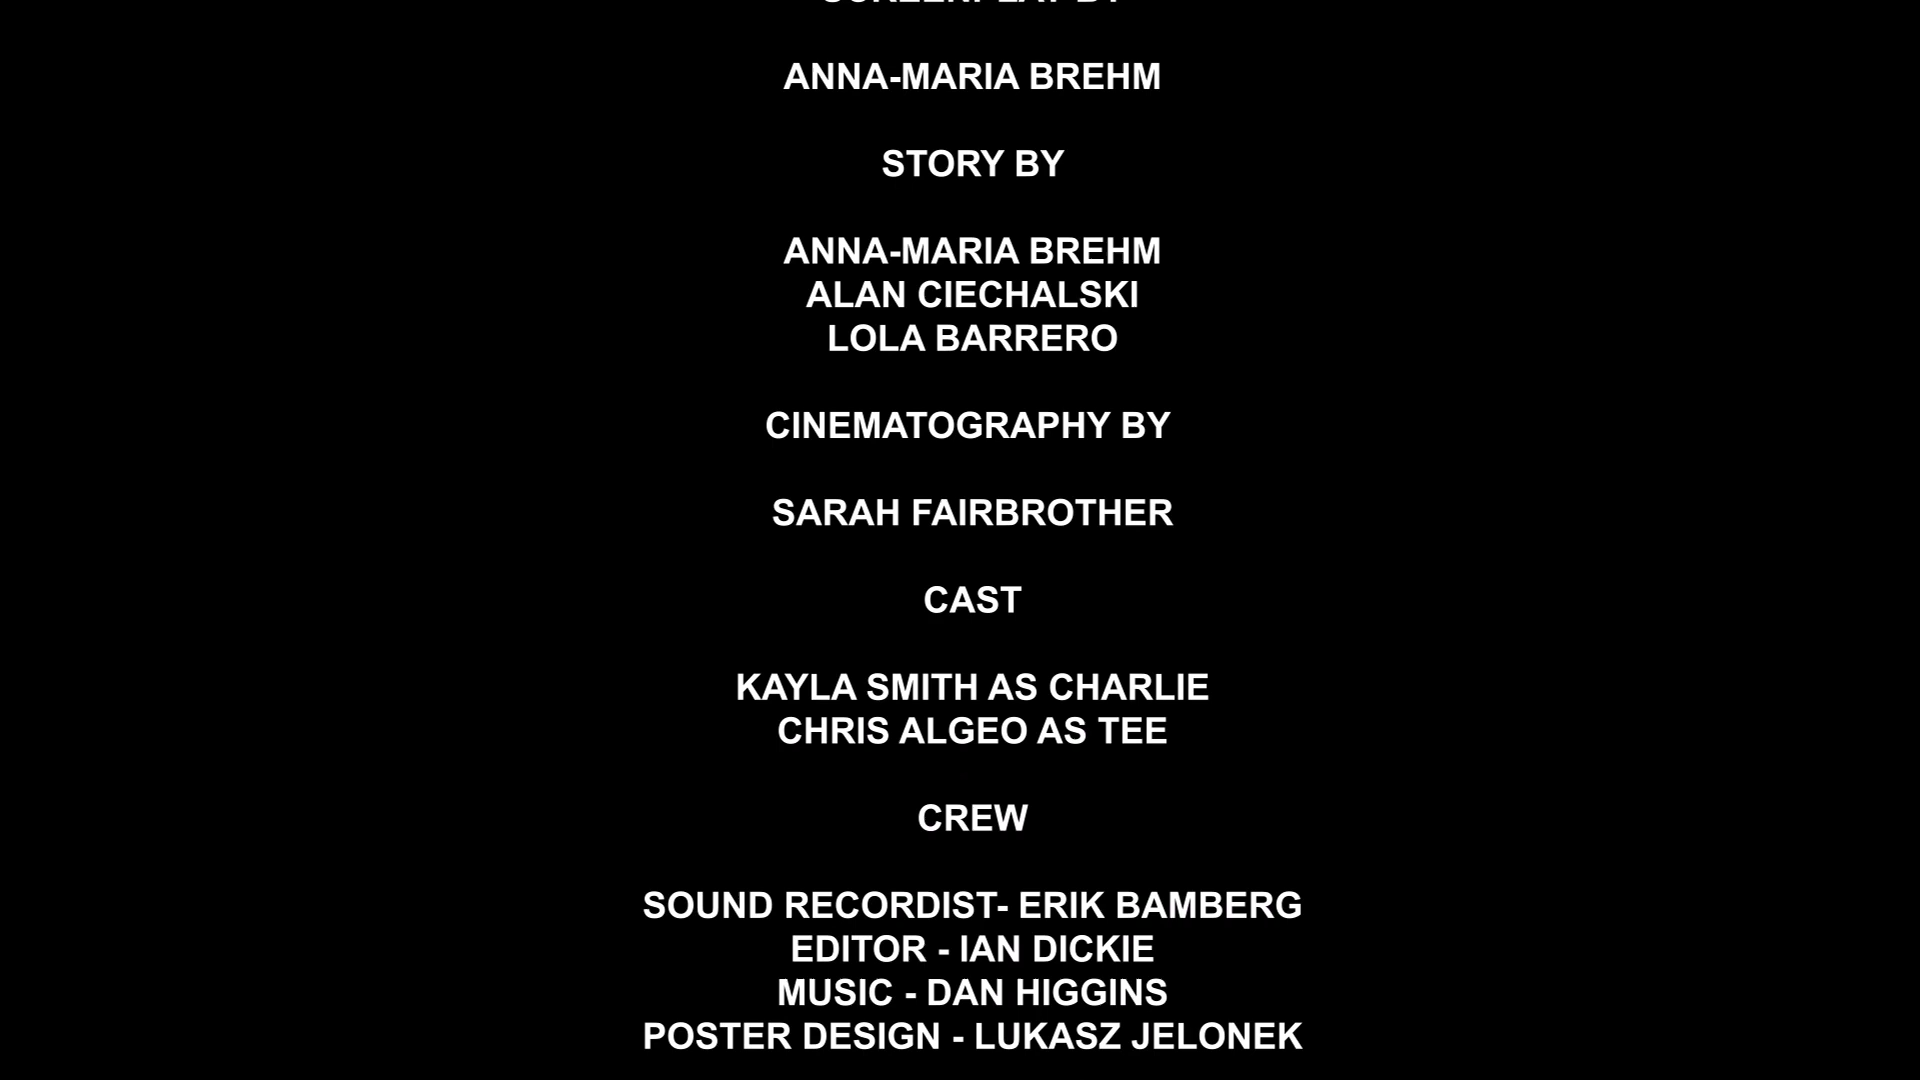 SCREENPLAY BY
ANNA-MARIA BREHM
STORY BY
ANNA-MARIA BREHM
ALAN CIECHALSKI
LOLA BARRERO
CINEMATOGRAPHY BY
SARAH FAIRBROTHER
CAST
KAYLA SMITH AS CHARLIE
CHRIS ALGEO AS TEE
CREW
SOUND RECORDIST- ERIK BAMBERG
EDITOR - IAN DICKIE
MUSIC - DAN HIGGINS
POSTER DESIGN - LUKASZ JELONEK